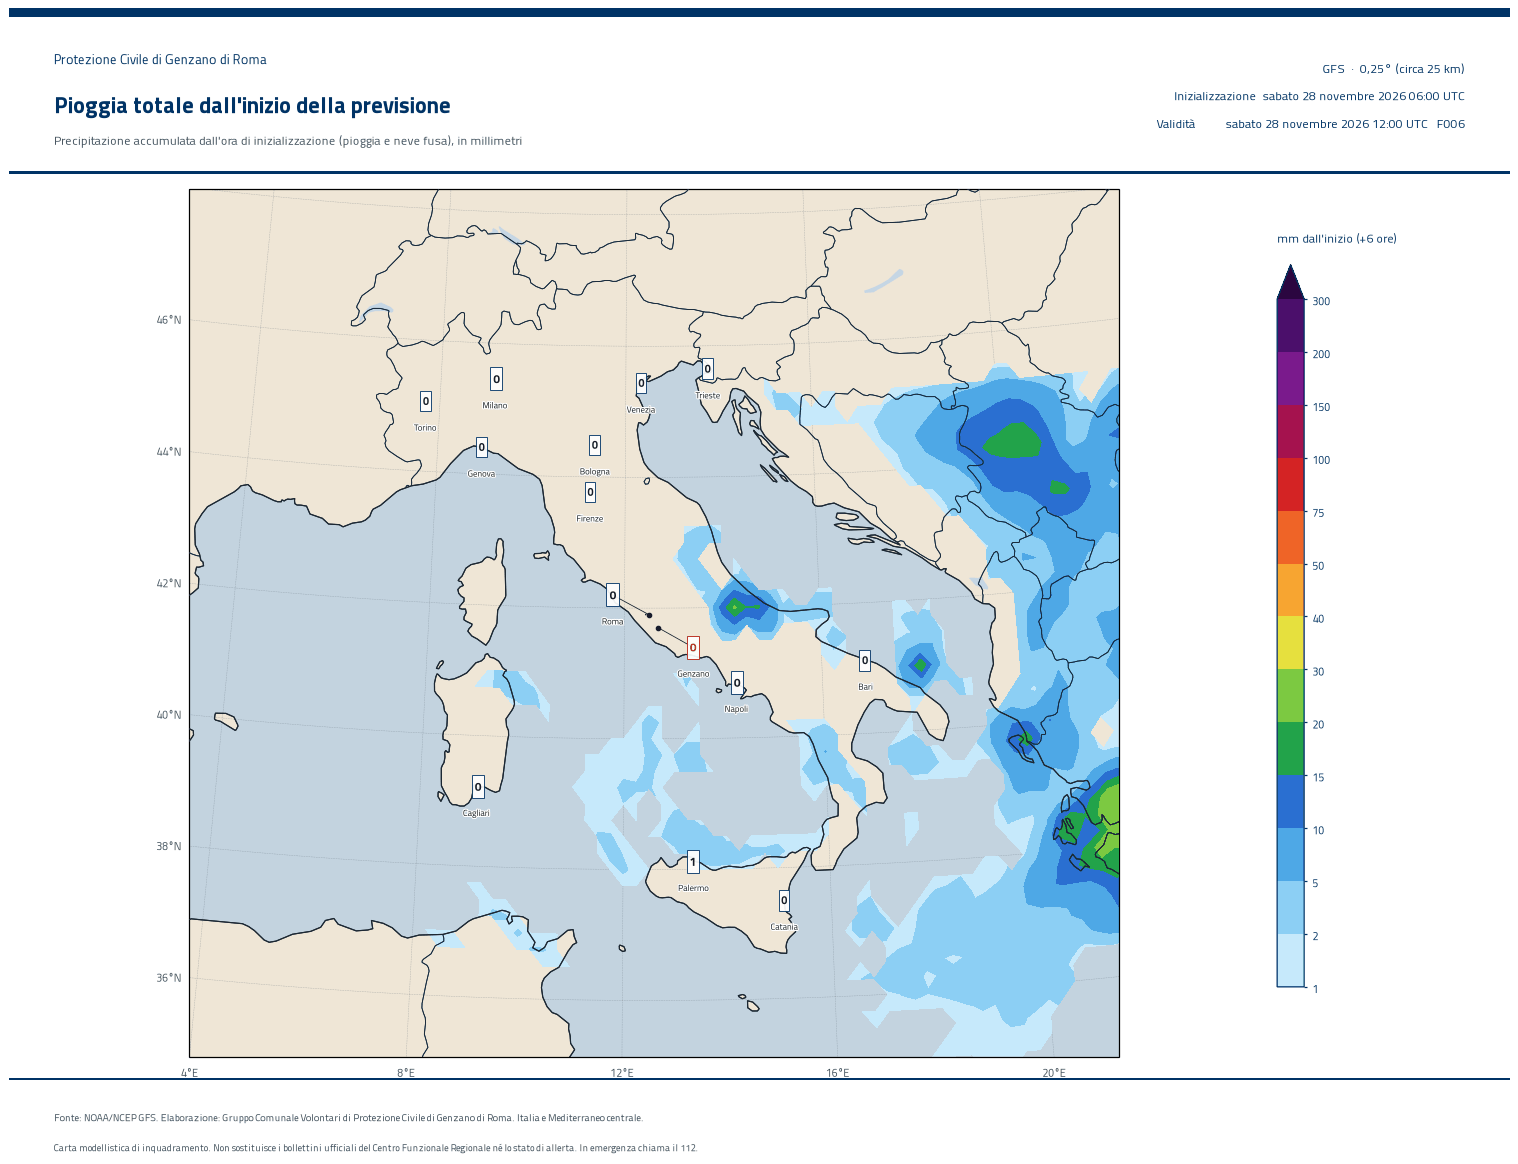 Protezione Civile di Genzano di Roma
Pioggia totale dall'inizio della previsione
Precipitazione accumulata dall'ora di inizializzazione (pioggia e neve fusa), in millimetri
GFS · 0,25° (circa 25 km)
Inizializzazione sabato 28 novembre 2026 06:00 UTC
Validità sabato 28 novembre 2026 12:00 UTC F006
mm dall'inizio (+6 ore)
300
200
150
100
75
50
40
30
20
15
10
5
2
1
46°N
44°N
42°N
40°N
38°N
36°N
4°E
8°E
12°E
16°E
20°E
0
Trieste
0
Milano
0
Venezia
0
Torino
0
Genova
0
Bologna
0
Firenze
0
Roma
0
Genzano
0
Napoli
0
Bari
0
Cagliari
1
Palermo
0
Catania
Fonte: NOAA/NCEP GFS. Elaborazione: Gruppo Comunale Volontari di Protezione Civile di Genzano di Roma. Italia e Mediterraneo centrale.
Carta modellistica di inquadramento. Non sostituisce i bollettini ufficiali del Centro Funzionale Regionale né lo stato di allerta. In emergenza chiama il 112.